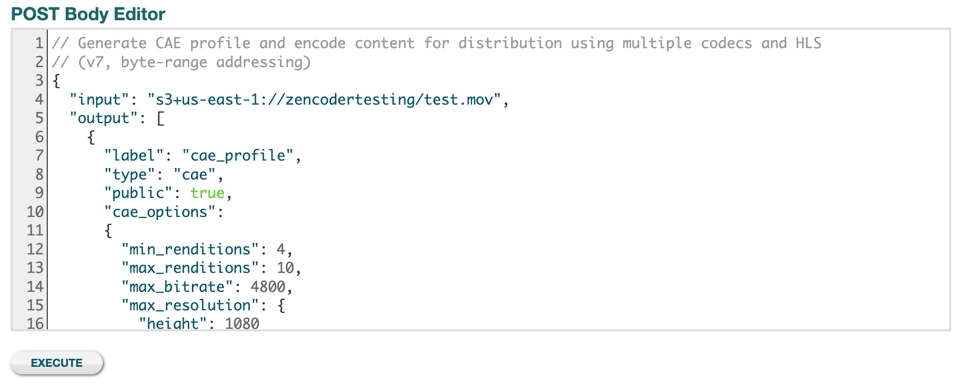 POST Body Editor
1 // Generate CAE profile and encode content for distribution using multiple codecs and HLS
2 // (v7, byte-range addressing)
3 {
4 "input": "s3+us-east-1://zencodertesting/test.mov",
5 "output": [
6 {
7 "label": "cae_profile",
8 "type": "cae",
9 "public": true,
10 "cae_options":
11 {
12 "min_renditions": 4,
13 "max_renditions": 10,
14 "max_bitrate": 4800,
15 "max_resolution": {
16 "height": 1080
EXECUTE